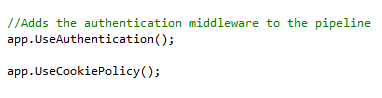 //Adds the authentication middleware to the pipeline
app.UseAuthentication();
app.UseCookiePolicy();